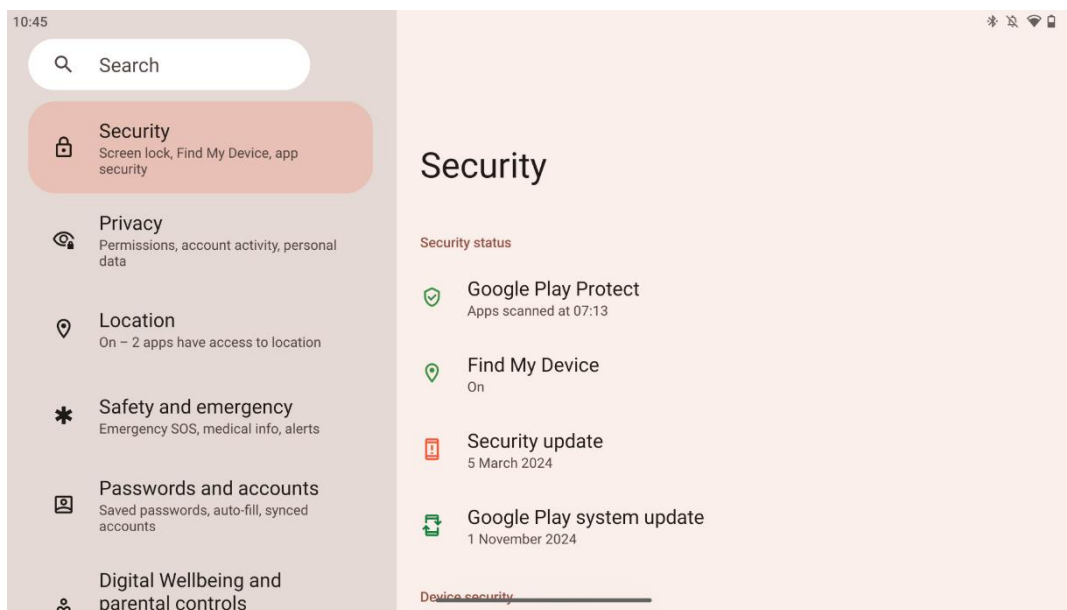 10:45
Search
Security
Screen lock, Find My Device, app
security
Privacy
Permissions, account activity, personal
data
Location
On – 2 apps have access to location
Safety and emergency
Emergency SOS, medical info, alerts
Passwords and accounts
Saved passwords, auto-fill, synced
accounts
Digital Wellbeing and
parental controls
Security
Security status
Google Play Protect
Apps scanned at 07:13
Find My Device
On
Security update
5 March 2024
Google Play system update
1 November 2024
Device security